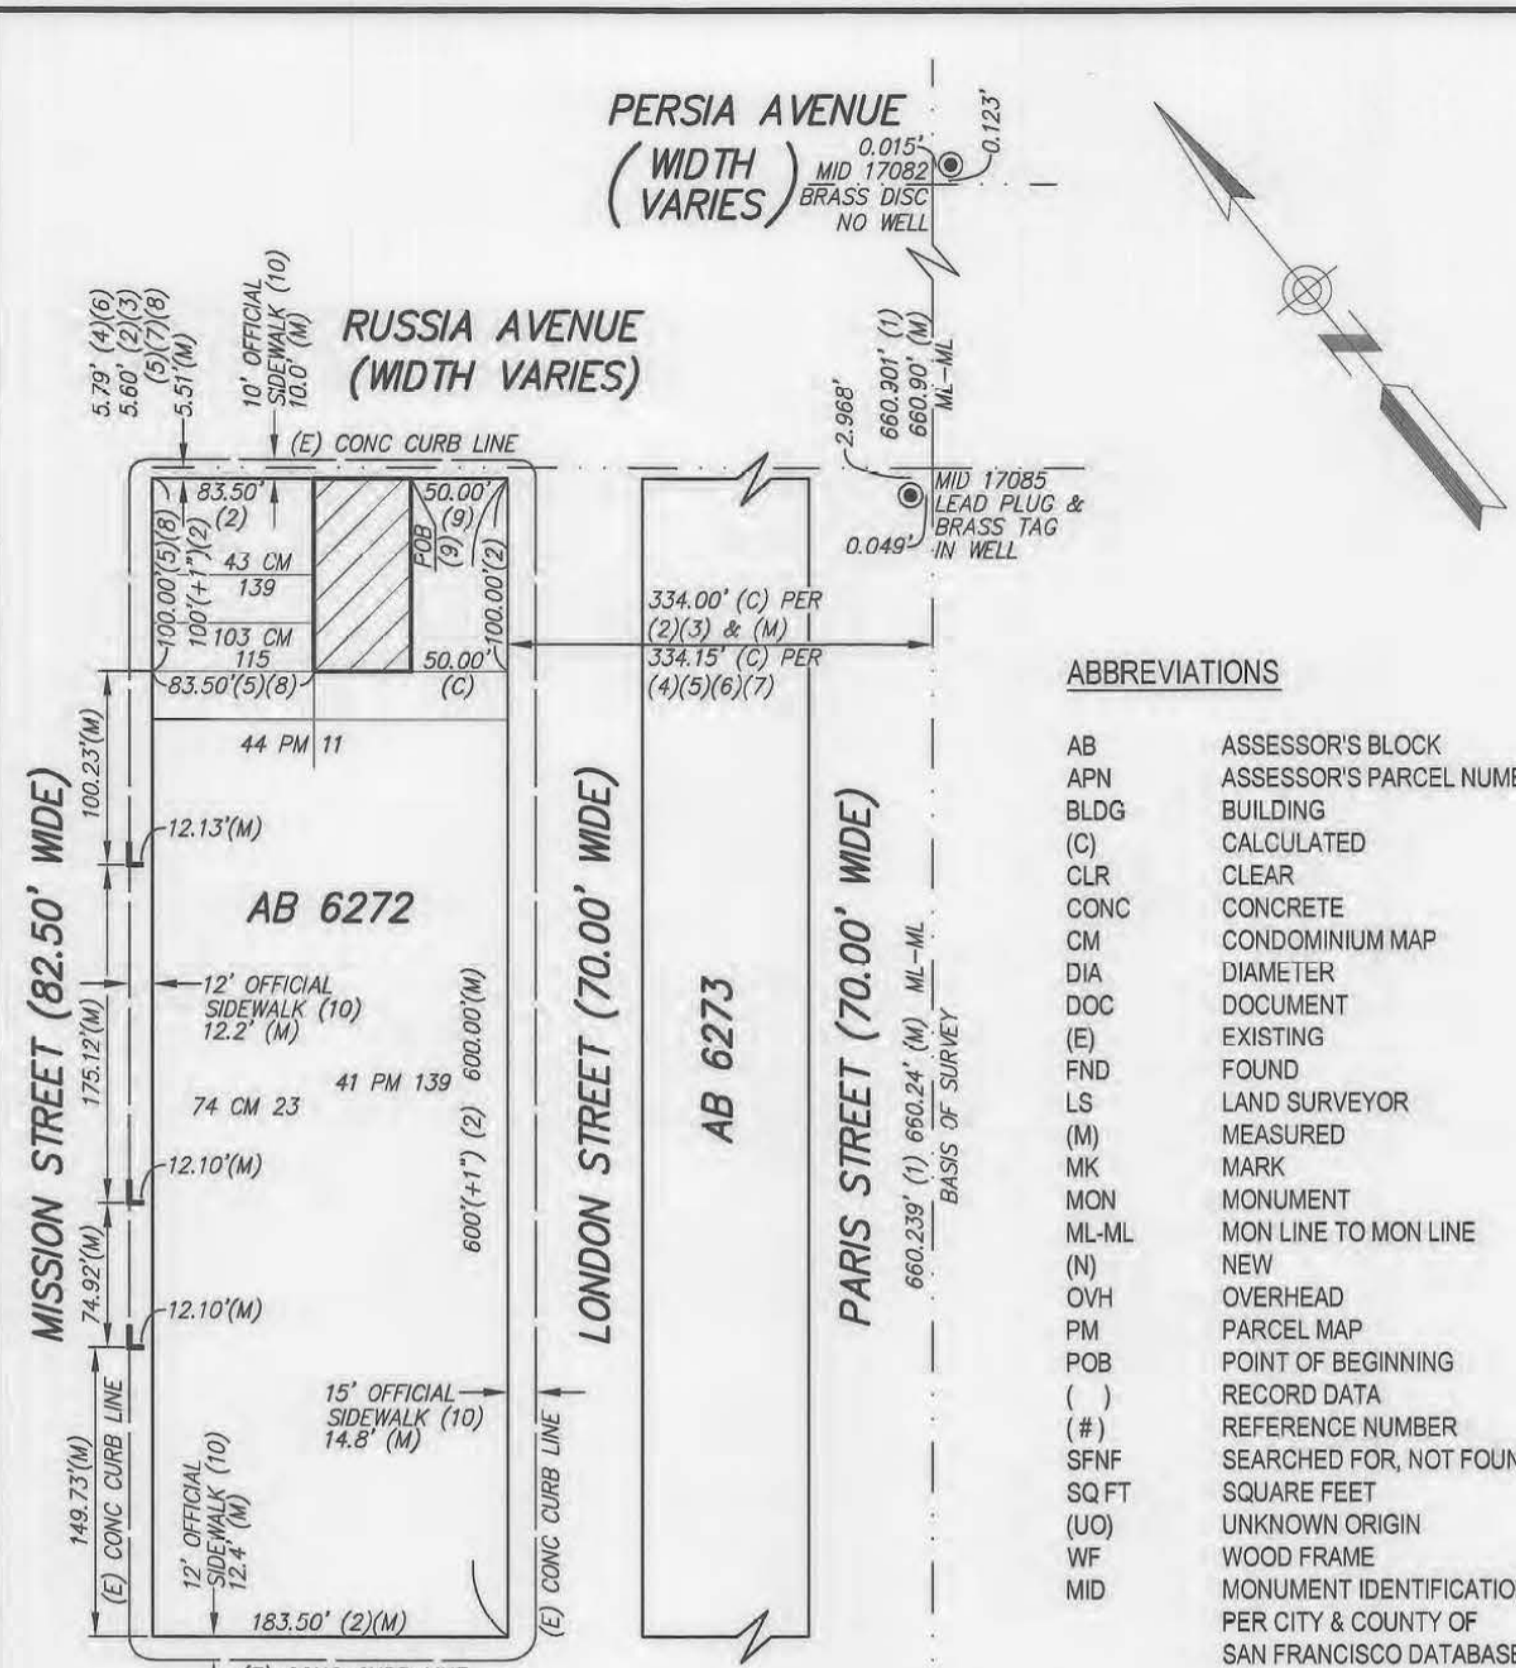 PERSIA AVENUE
(WIDTH
VARIES)
0.015'
0.123'
MID 17082
BRASS DISC
NO WELL
5.79' (4)(6)
5.60' (2)(3)
(5)(7)(8)
5.51'(M)
10' OFFICIAL
SIDEWALK (10)
10.0' (M)
RUSSIA AVENUE
(WIDTH VARIES)
(E) CONC CURB LINE
2.968'
660.901' (1)
660.90' (M)
ML-ML
MID 17085
LEAD PLUG &
BRASS TAG
IN WELL
0.049'
83.50'
(2)
100.00'(5)(8)
100'(+1")(2)
43 CM
139
103 CM
115
83.50'(5)(8)
50.00'
(9)
POB
(9)
(9)
100.00'(2)
50.00'
(C)
334.00' (C) PER
(2)(3) & (M)
334.15' (C) PER
(4)(5)(6)(7)
44 PM 11
100.23'(M)
12.13'(M)
MISSION STREET (82.50' WIDE)
AB 6272
12' OFFICIAL
SIDEWALK (10)
12.2' (M)
175.12'(M)
41 PM 139
74 CM 23
600'(+1") (2) 600.00'(M)
12.10'(M)
74.92'(M)
12.10'(M)
LONDON STREET (70.00' WIDE)
AB 6273
PARIS STREET (70.00' WIDE)
660.239' (1) 660.24' (M) ML-ML
BASIS OF SURVEY
15' OFFICIAL
SIDEWALK (10)
14.8' (M)
149.73'(M)
(E) CONC CURB LINE
12' OFFICIAL
SIDEWALK (10)
12.4' (M)
(E) CONC CURB LINE
183.50' (2)(M)
ABBREVIATIONS
AB ASSESSOR'S BLOCK
APN ASSESSOR'S PARCEL NUM
BLDG BUILDING
(C) CALCULATED
CLR CLEAR
CONC CONCRETE
CM CONDOMINIUM MAP
DIA DIAMETER
DOC DOCUMENT
(E) EXISTING
FND FOUND
LS LAND SURVEYOR
(M) MEASURED
MK MARK
MON MONUMENT
ML-ML MON LINE TO MON LINE
(N) NEW
OVH OVERHEAD
PM PARCEL MAP
POB POINT OF BEGINNING
( ) RECORD DATA
(#) REFERENCE NUMBER
SFNF SEARCHED FOR, NOT FOUN
SQ FT SQUARE FEET
(UO) UNKNOWN ORIGIN
WF WOOD FRAME
MID MONUMENT IDENTIFICATIO
PER CITY & COUNTY OF
SAN FRANCISCO DATABASE